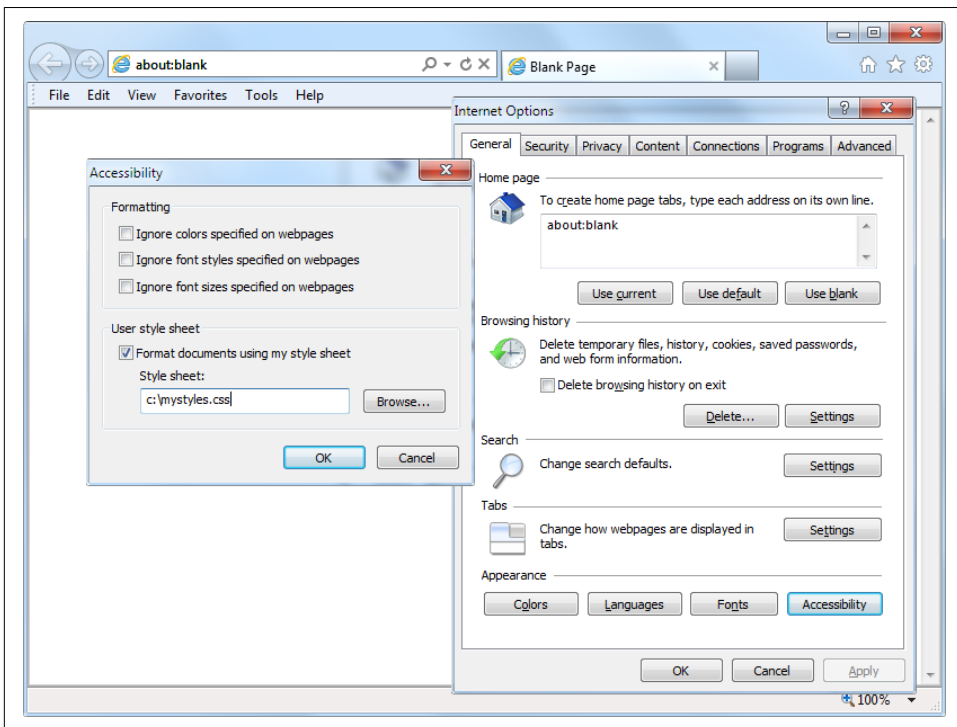 about:blank
Blank Page
File Edit View Favorites Tools Help
Internet Options
General Security Privacy Content Connections Programs Advanced
Home page
To create home page tabs, type each address on its own line.
about:blank
Use current Use default Use blank
Browsing history
Delete temporary files, history, cookies, saved passwords,
and web form information.
Delete browsing history on exit
Delete... Settings
Search
Change search defaults.
Settings
Tabs
Change how webpages are displayed in
tabs.
Settings
Appearance
Colors Languages Fonts Accessibility
OK Cancel Apply
Accessibility
Formatting
Ignore colors specified on webpages
Ignore font styles specified on webpages
Ignore font sizes specified on webpages
User style sheet
Format documents using my style sheet
Style sheet:
c:\mystyles.css
Browse...
OK Cancel
100%